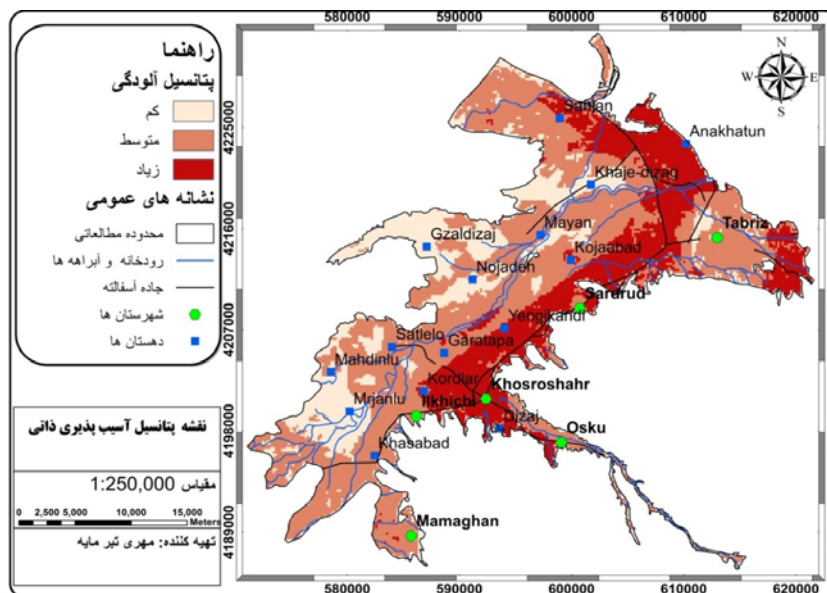 راهنما
پتانسیل آلودگی
کم
متوسط
زیاد
نشانه های عمومی
محدوده مطالعاتی
رودخانه و آبراهه ها
جاده آسفالته
شهرستان ها
دهستان ها
نقشه پتانسیل آسیب پذیری ذاتی
مقیاس 1:250,000
0 2,500 5,000 10,000 15,000
Meters
تهیه کننده: مهری تبر مایه
580000 590000 600000 610000 620000
4225000
4216000
4207000
4198000
4189000
N
W E
S
Sahlan
Anakhatun
Khaje-dizag
Tabriz
Mayan
Gzaldizaj
Kojaabad
Nojadeh
Sardrud
Yengikandi
Satlelo
Garatapa
Mahdinlu
Kordlar
Khosroshahr
Mrjanlu
Ilkhichi
Dizaj
Osku
Khasabad
Mamaghan
580000 590000 600000 610000 620000